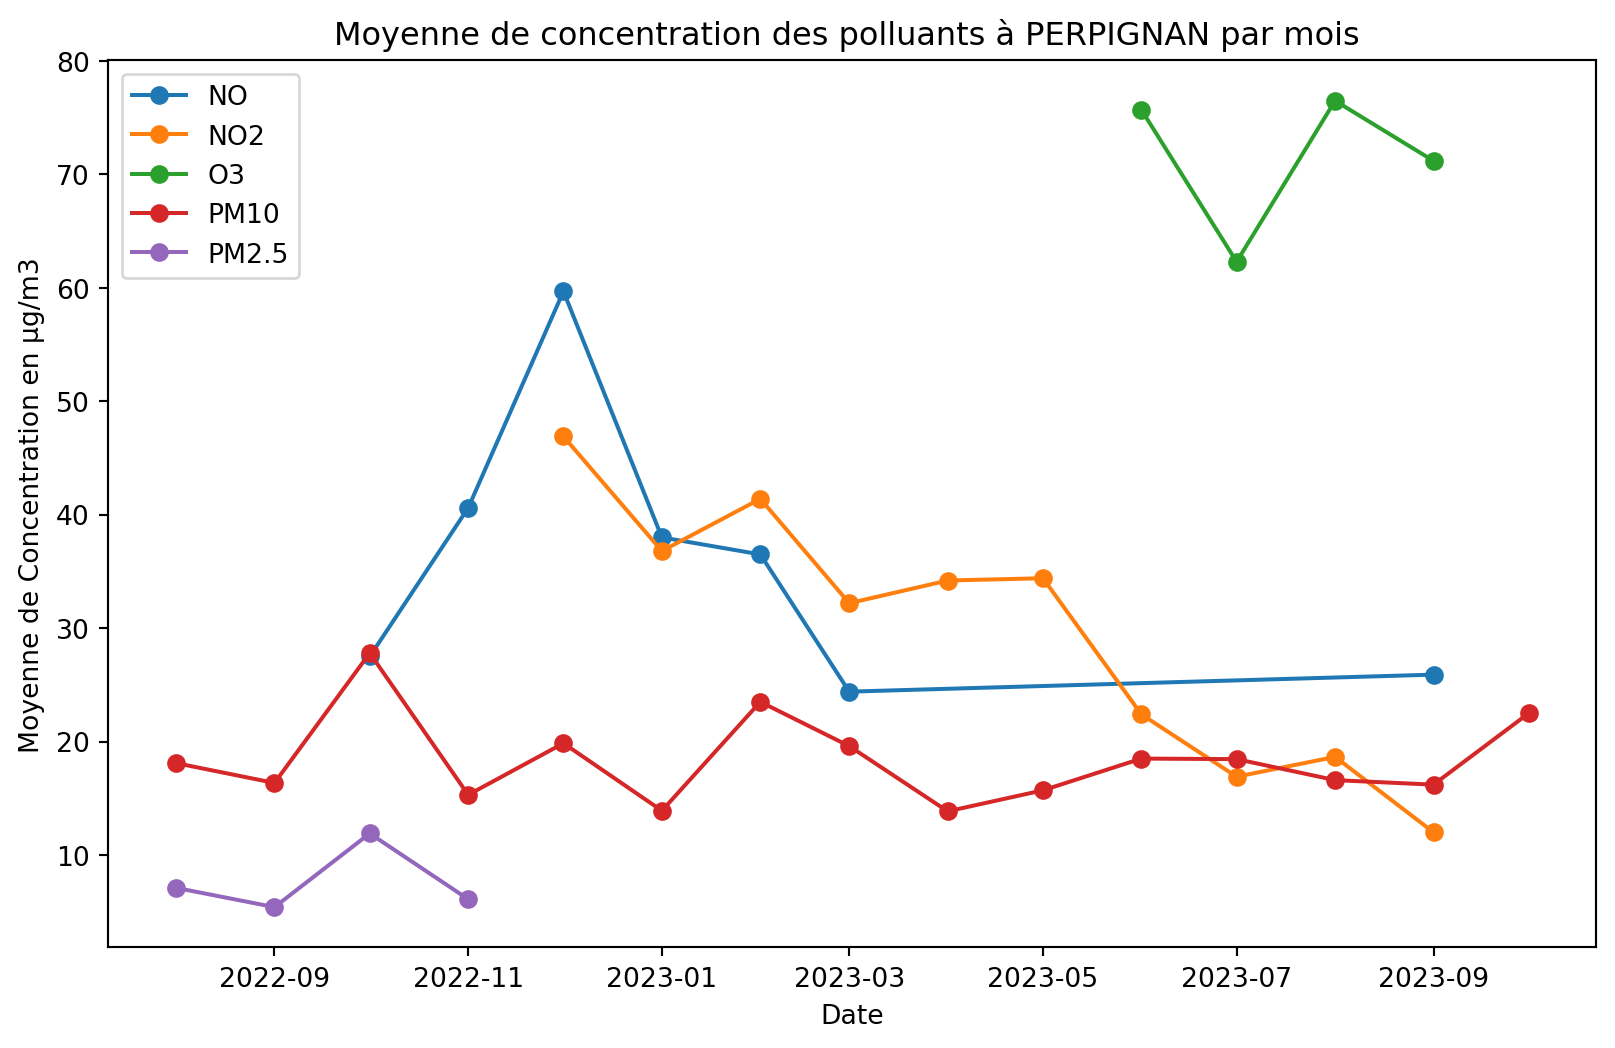 Moyenne de concentration des polluants à PERPIGNAN par mois
80
70
60
50
40
30
20
10
Moyenne de Concentration en µg/m3
NO
NO2
O3
PM10
PM2.5
2022-09
2022-11
2023-01
2023-03
2023-05
2023-07
2023-09
Date